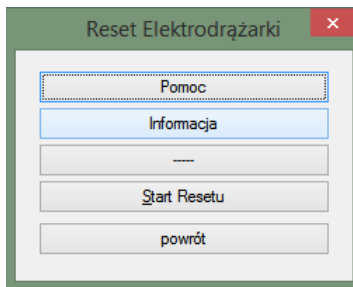 Reset Elektrodrążarki
Pomoc
Informacja
-----
Start Resetu
powrót